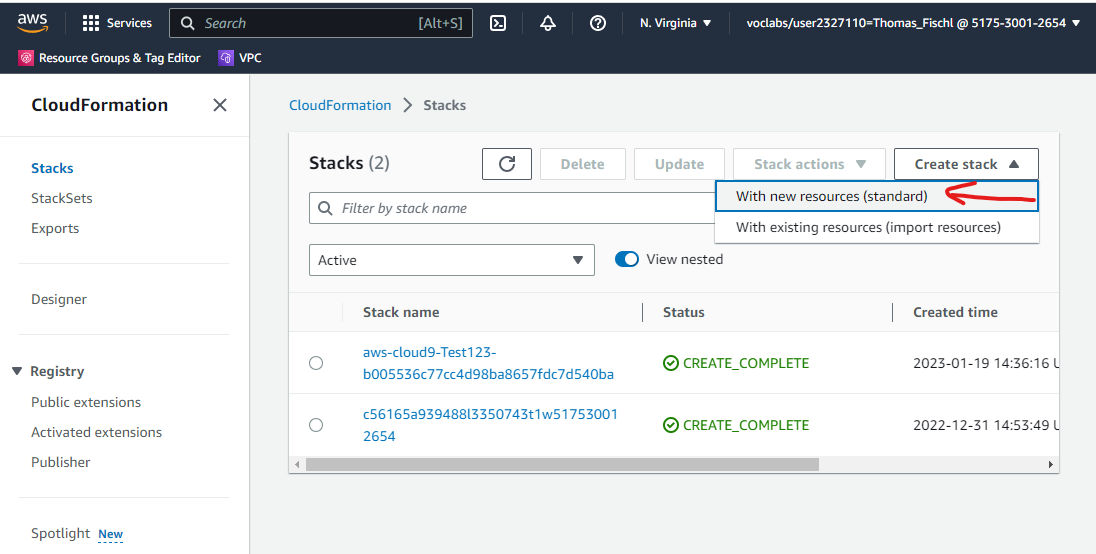 aws
Services
Search
[Alt+S]
N. Virginia
voclabs/user2327110=Thomas_Fischl @ 5175-3001-2654
Resource Groups & Tag Editor
VPC
CloudFormation
Stacks
StackSets
Exports
Designer
Registry
Public extensions
Activated extensions
Publisher
Spotlight New
CloudFormation
Stacks
Stacks (2)
Delete
Update
Stack actions
Create stack
With new resources (standard)
With existing resources (import resources)
Filter by stack name
Active
View nested
Stack name
Status
Created time
aws-cloud9-Test123-
b005536c77cc4d98ba8657fdc7d540ba
CREATE_COMPLETE
2023-01-19 14:36:16 U
c56165a939488l3350743t1w51753001
2654
CREATE_COMPLETE
2022-12-31 14:53:49 U